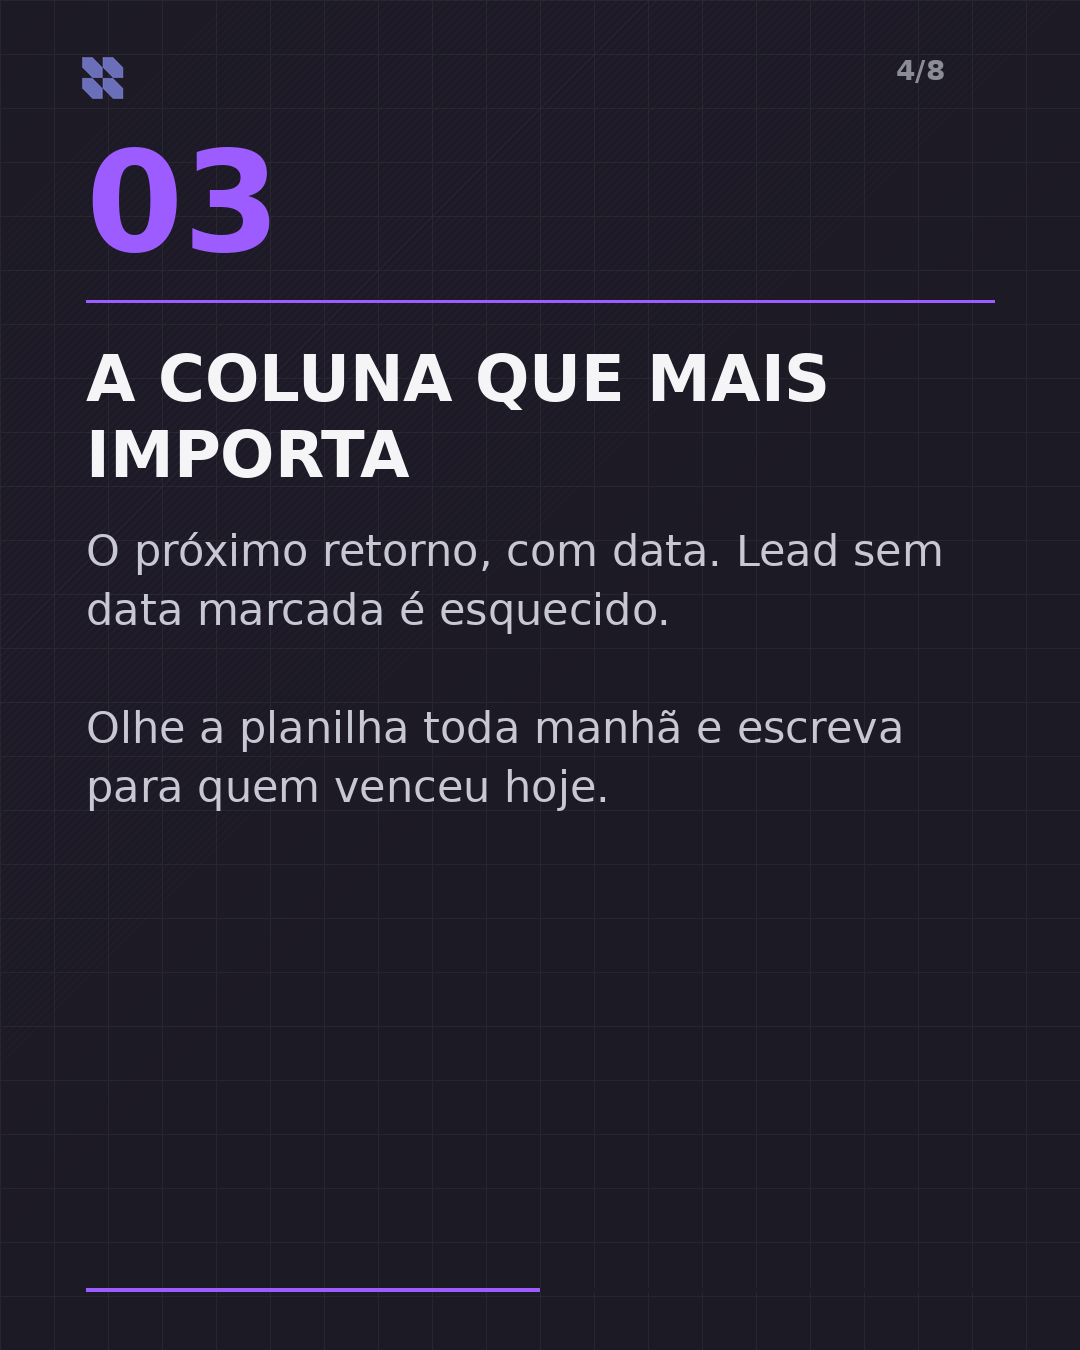 4/8
03
A COLUNA QUE MAIS
IMPORTA
O próximo retorno, com data. Lead sem
data marcada é esquecido.
Olhe a planilha toda manhã e escreva
para quem venceu hoje.